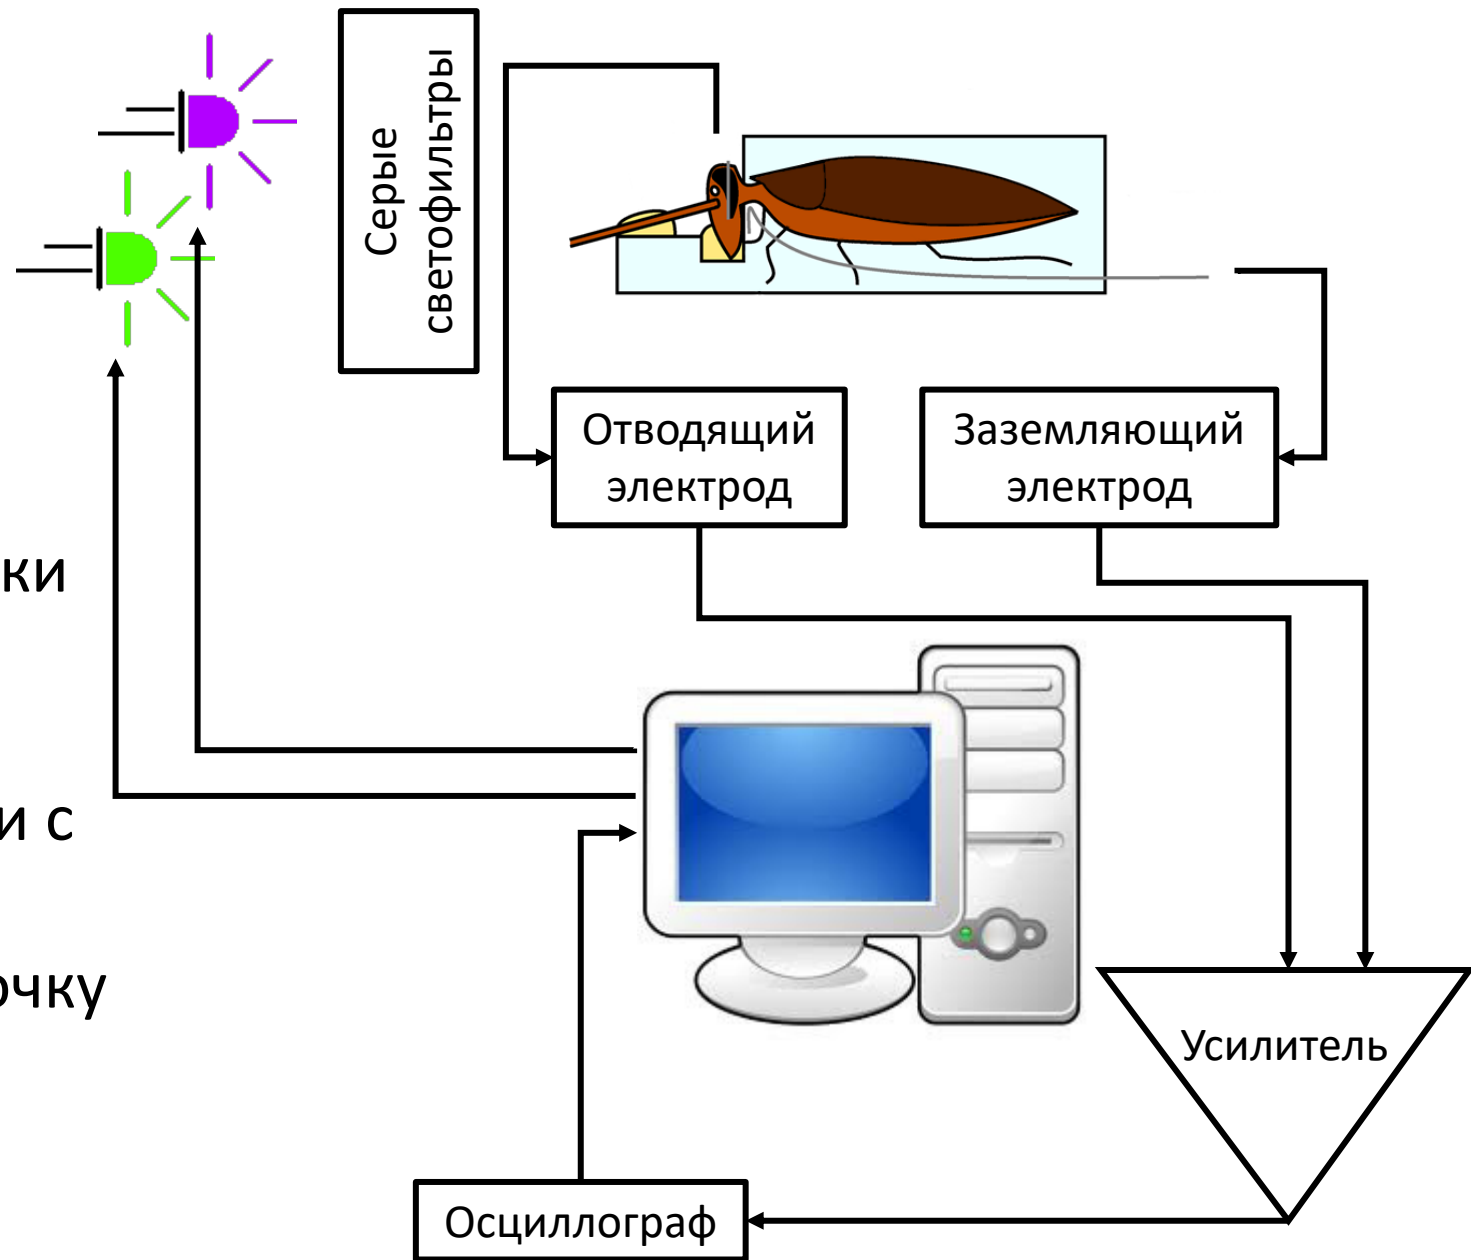 Серые
светофильтры
Отводящий
электрод
Заземляющий
электрод
ки
и с
очку
Усилитель
Осциллограф